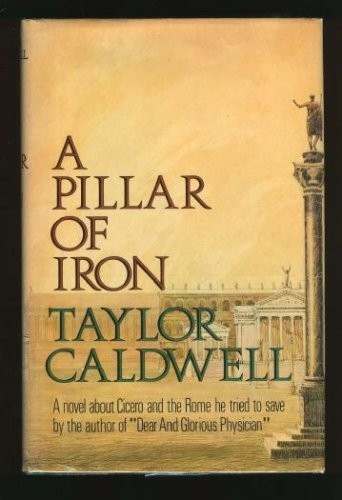 A
PILLAR
OF
IRON
TAYLOR
CALDWELL
A novel about Cicero and the Rome he tried to save
by the author of "Dear And Glorious Physician"